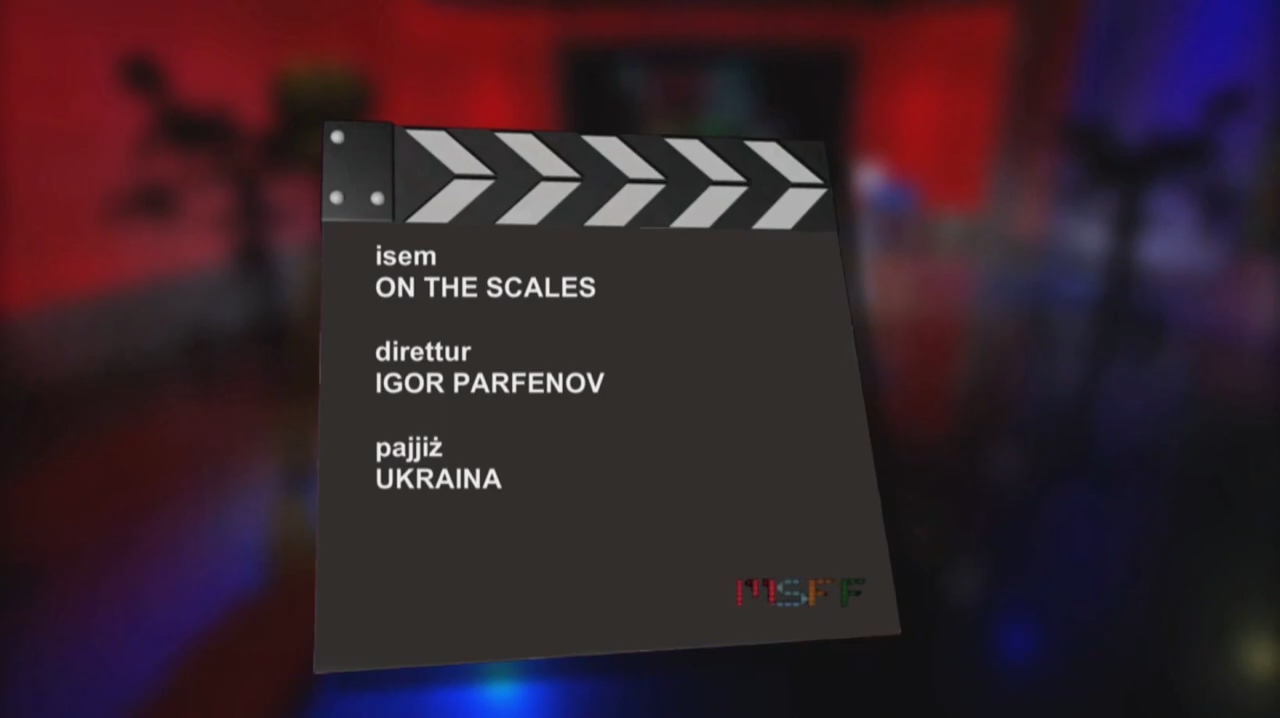 isem
ON THE SCALES
direttur
IGOR PARFENOV
pajjiż
UKRAINA
MSFF